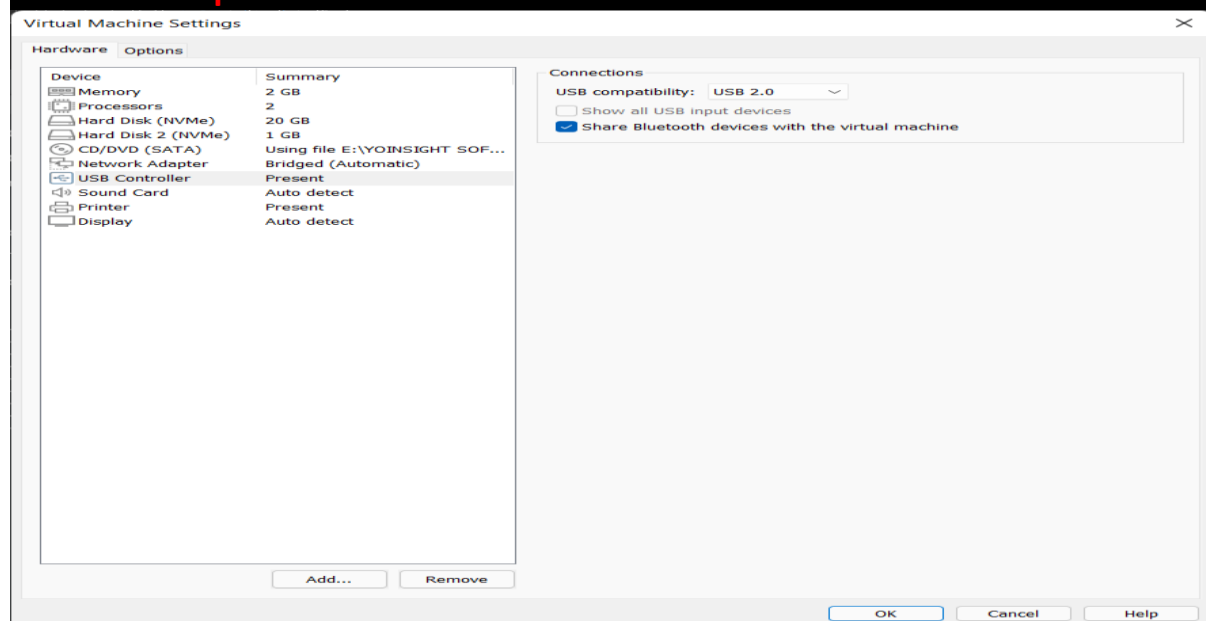 Virtual Machine Settings
Hardware Options
Device Summary
Memory 2 GB
Processors 2
Hard Disk (NVMe) 20 GB
Hard Disk 2 (NVMe) 1 GB
CD/DVD (SATA) Using file E:\YOINSIGHT SOF...
Network Adapter Bridged (Automatic)
USB Controller Present
Sound Card Auto detect
Printer Present
Display Auto detect
Add... Remove
Connections
USB compatibility: USB 2.0
Show all USB input devices
Share Bluetooth devices with the virtual machine
OK Cancel Help